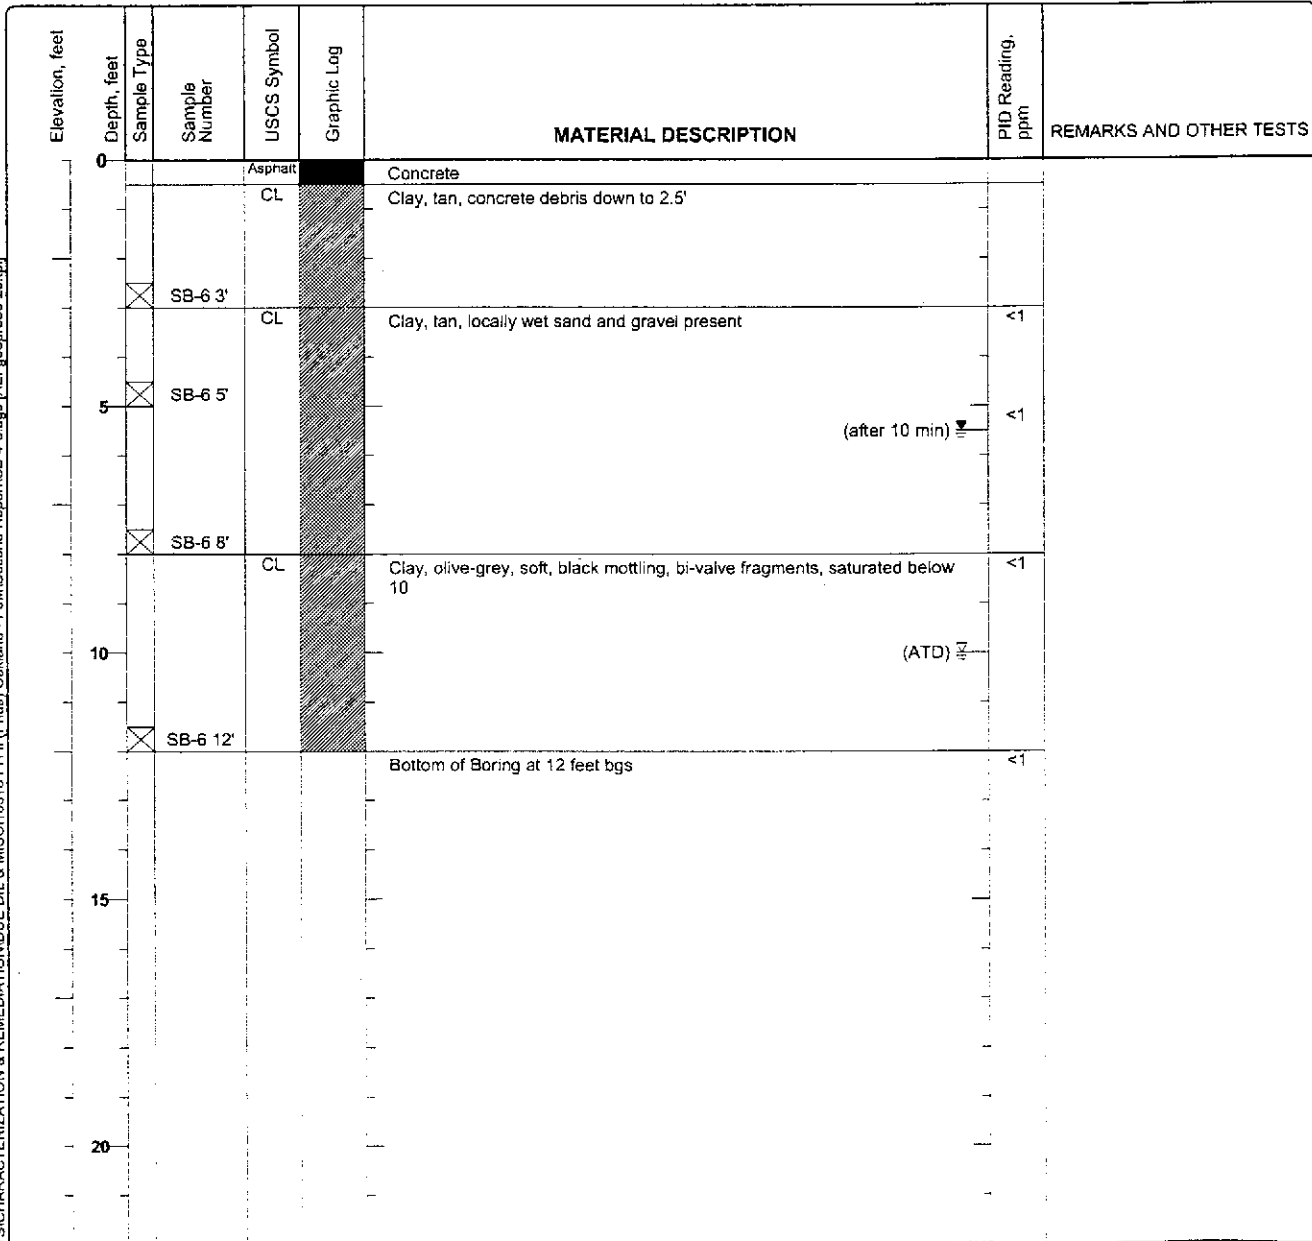 Elevation, feet
Depth, feet
Sample Type
Sample
Number
USCS Symbol
Graphic Log
MATERIAL DESCRIPTION
PID Reading,
ppm
REMARKS AND OTHER TESTS
0
Asphalt
Concrete
CL
Clay, tan, concrete debris down to 2.5'
SB-6 3'
CL
Clay, tan, locally wet sand and gravel present
<1
SB-6 5'
5
<1
(after 10 min)
SB-6 8'
CL
Clay, olive-grey, soft, black mottling, bi-valve fragments, saturated below
10
<1
10
(ATD)
SB-6 12'
Bottom of Boring at 12 feet bgs
<1
15
20
CHARACTERIZATION & REMEDIATION